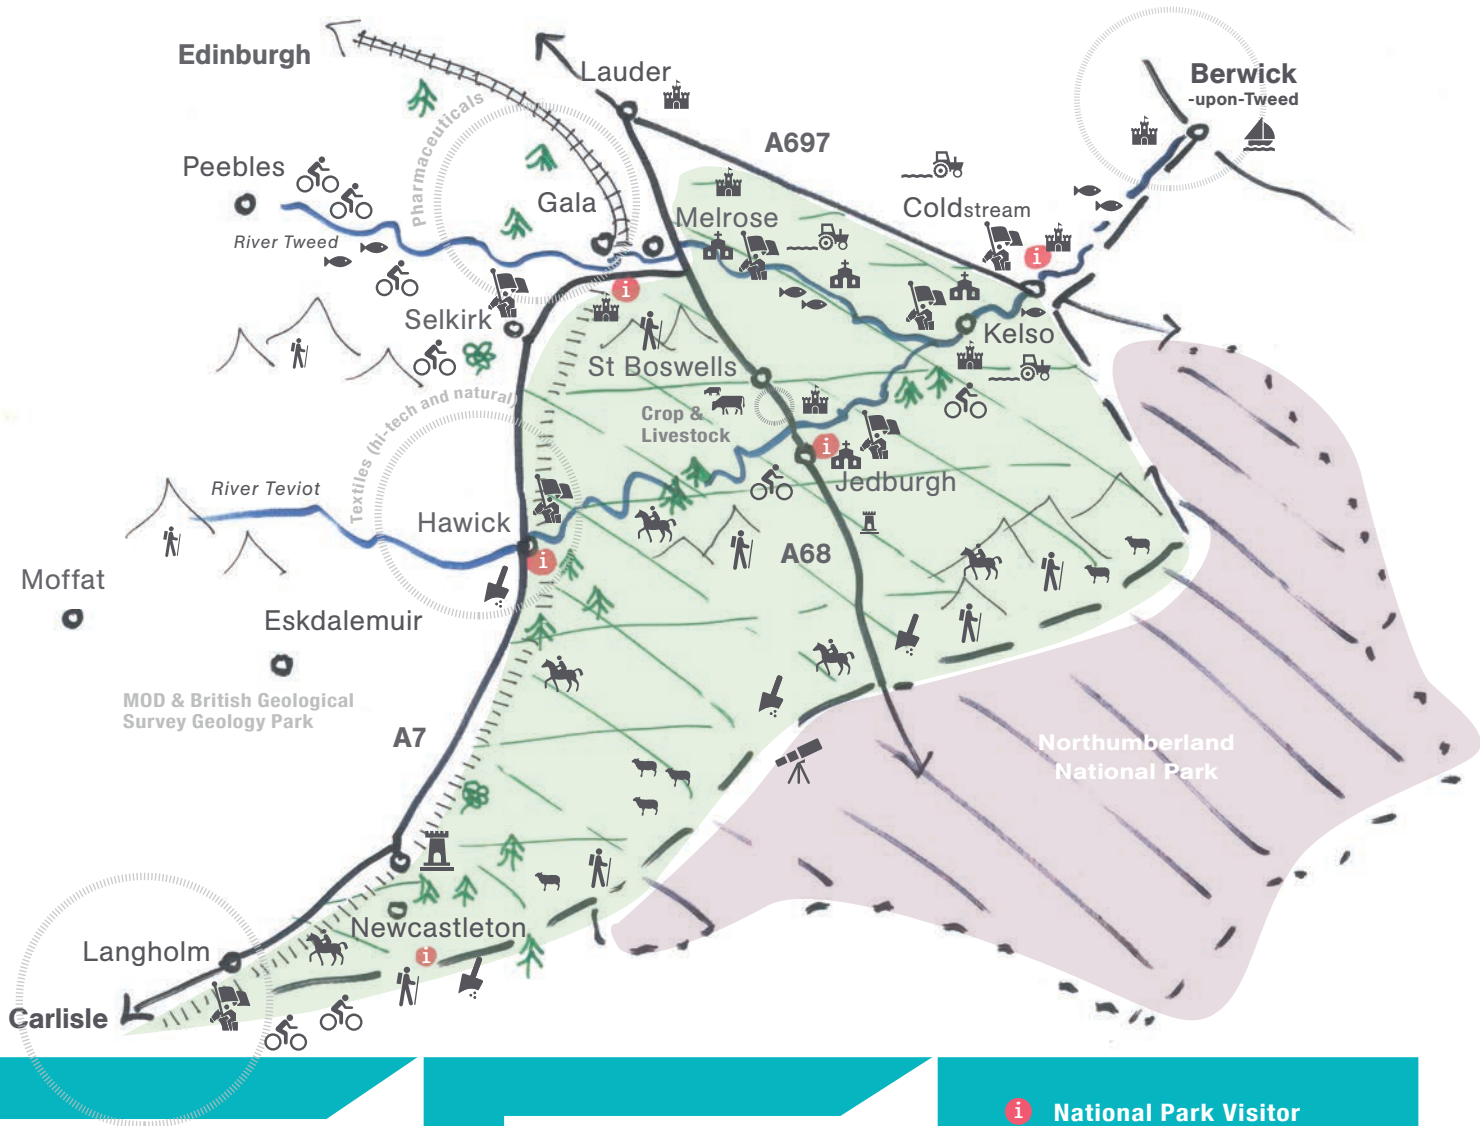 Edinburgh
Lauder
Berwick
-upon-Tweed
Pharmaceuticals
A697
Peebles
Gala
Melrose
Coldstream
River Tweed
Selkirk
Kelso
St Boswells
Textiles (hi-tech and natural)
Crop &
Livestock
River Teviot
Jedburgh
Hawick
A68
Moffat
Eskdalemuir
MOD & British Geological
Survey Geology Park
A7
Northumberland
National Park
Newcastleton
Langholm
Carlisle
i National Park Visitor